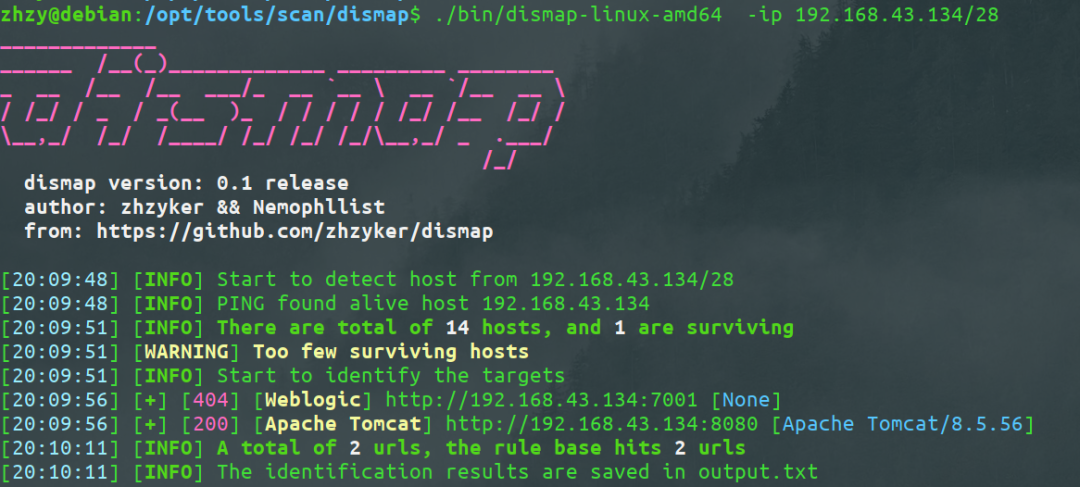 zhzy@debian:/opt/tools/scan/dismap$ ./bin/dismap-linux-amd64  -ip 192.168.43.134/28
dismap
dismap version: 0.1 release
author: zhzyker && Nemophllist
from: https://github.com/zhzyker/dismap
[20:09:48] [INFO] Start to detect host from 192.168.43.134/28
[20:09:48] [INFO] PING found alive host 192.168.43.134
[20:09:51] [INFO] There are total of 14 hosts, and 1 are surviving
[20:09:51] [WARNING] Too few surviving hosts
[20:09:51] [INFO] Start to identify the targets
[20:09:56] [+] [404] [Weblogic] http://192.168.43.134:7001 [None]
[20:09:56] [+] [200] [Apache Tomcat] http://192.168.43.134:8080 [Apache Tomcat/8.5.56]
[20:10:11] [INFO] A total of 2 urls, the rule base hits 2 urls
[20:10:11] [INFO] The identification results are saved in output.txt